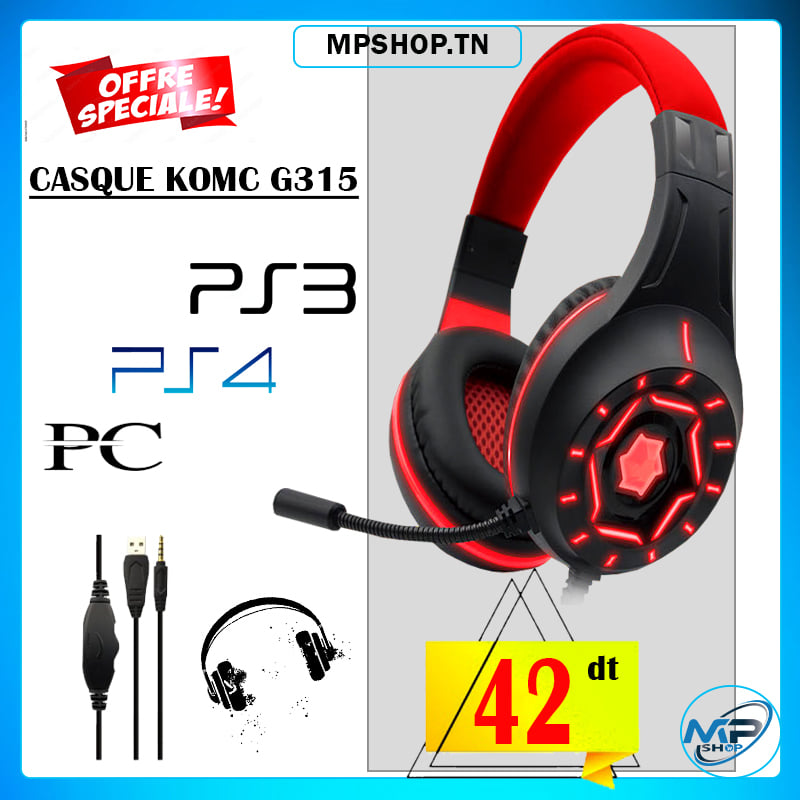 MPSHOP.TN
OFFRE
SPECIALE!
CASQUE KOMC G315
PS3
PS4
PC
42 dt
MP
SHOP